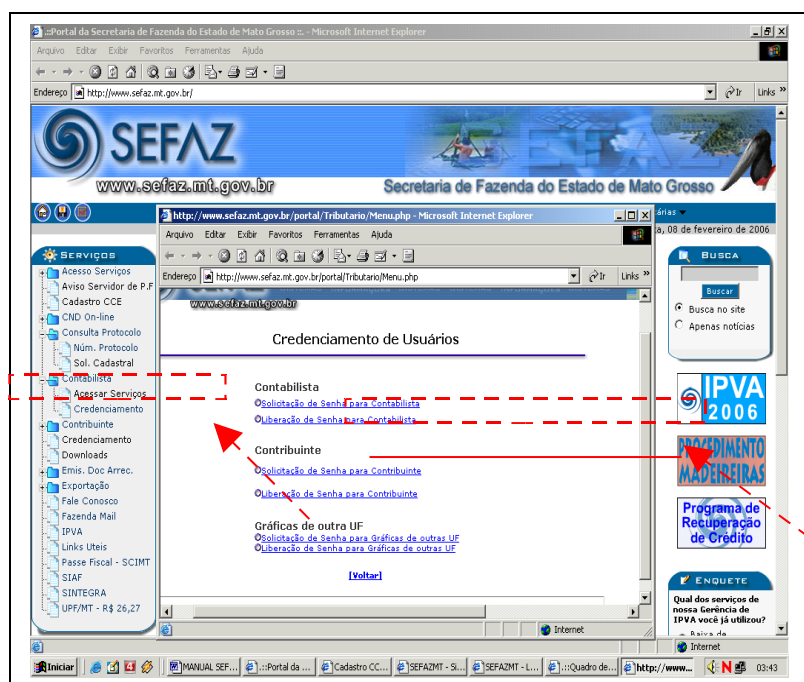 .::Portal da Secretaria de Fazenda do Estado de Mato Grosso ::. - Microsoft Internet Explorer
Arquivo Editar Exibir Favoritos Ferramentas Ajuda
Endereço http://www.sefaz.mt.gov.br/ Ir Links »
SEFAZ
SEFAZ
www.sefaz.mt.gov.br
Secretaria de Fazenda do Estado de Mato Grosso
árias
a, 08 de fevereiro de 2006
SERVIÇOS
Acesso Serviços
Aviso Servidor de P.F
Cadastro CCE
CND On-line
Consulta Protocolo
Núm. Protocolo
Sol. Cadastral
Contabilista
Acessar Serviços
Credenciamento
Contribuinte
Credenciamento
Downloads
Emis. Doc Arrec.
Exportação
Fale Conosco
Fazenda Mail
IPVA
Links Uteis
Passe Fiscal - SCIMT
SIAF
SINTEGRA
UPF/MT - R$ 26,27
http://www.sefaz.mt.gov.br/portal/Tributario/Menu.php - Microsoft Internet Explorer
Arquivo Editar Exibir Favoritos Ferramentas Ajuda
Endereço http://www.sefaz.mt.gov.br/portal/Tributario/Menu.php Ir Links »
www.sefaz.mt.gov.br
Credenciamento de Usuários
Contabilista
Solicitação de Senha para Contabilista
Liberação de Senha para Contabilista
Contribuinte
Solicitação de Senha para Contribuinte
Liberação de Senha para Contribuinte
Gráficas de outra UF
Solicitação de Senha para Gráficas de outras UF
Liberação de Senha para Gráficas de outras UF
[Voltar]
Internet
BUSCA
Buscar
Busca no site
Apenas notícias
IPVA
2006
PROCEDIMENTO
MADEIREIRAS
Programa de
Recuperação
de Crédito
ENQUETE
Qual dos serviços de
nossa Gerência de
IPVA você já utilizou?
Baixa de
Internet
Iniciar MANUAL SEF... .::Portal da ... Cadastro CC... SEFAZMT - Si... SEFAZMT - L... .::Quadro de... http://www... 03:43